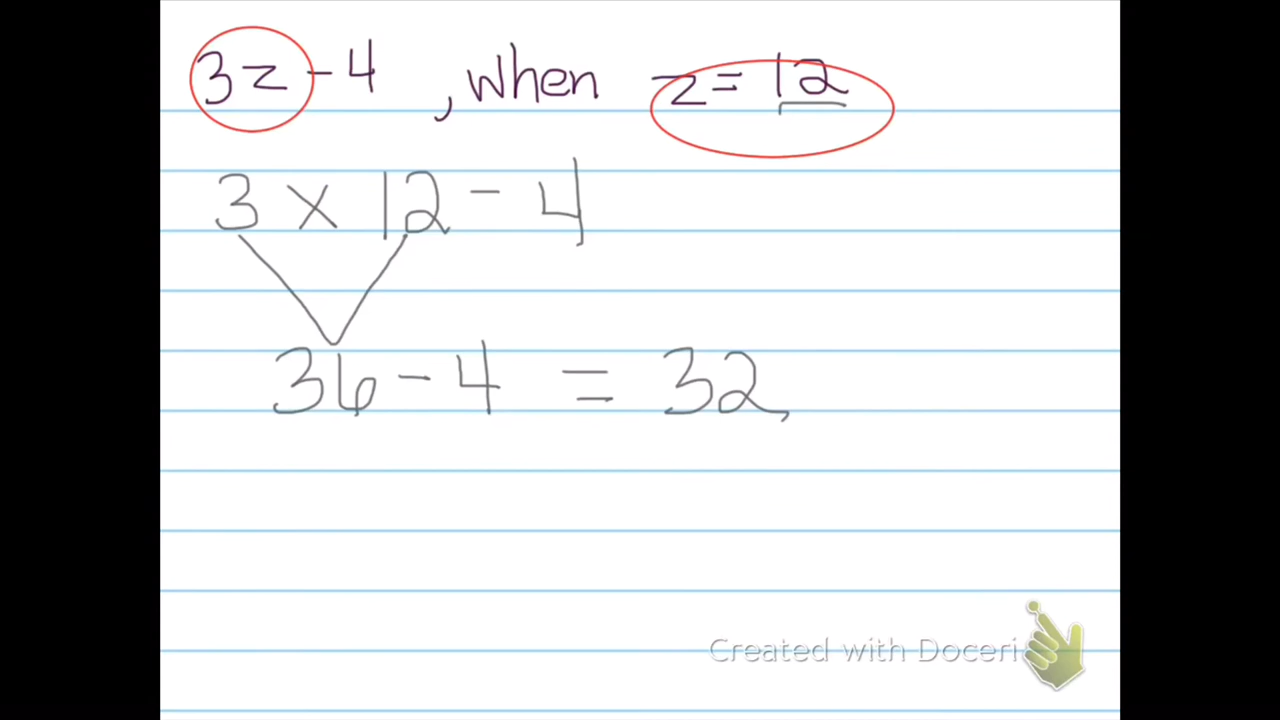 3z - 4 , when z = 12
3 x 12 - 4
36 - 4 = 32
Created with Doceri